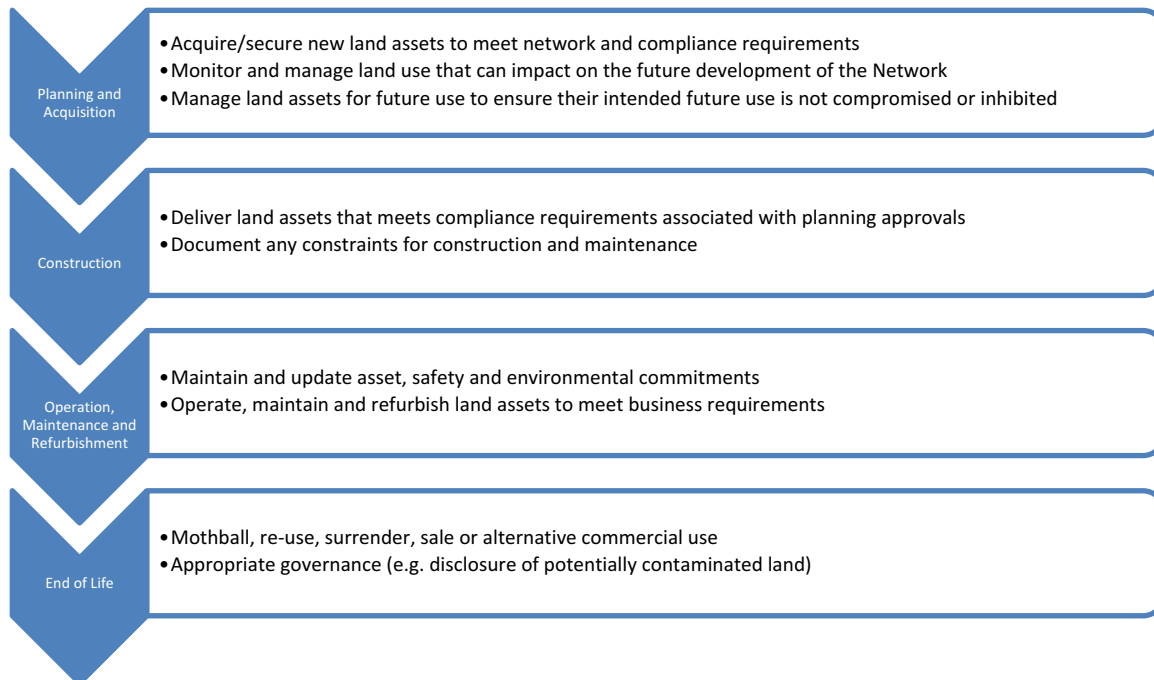 Planning and
Acquisition
•Acquire/secure new land assets to meet network and compliance requirements
•Monitor and manage land use that can impact on the future development of the Network
•Manage land assets for future use to ensure their intended future use is not compromised or inhibited
Construction
•Deliver land assets that meets compliance requirements associated with planning approvals
•Document any constraints for construction and maintenance
Operation,
Maintenance and
Refurbishment
•Maintain and update asset, safety and environmental commitments
•Operate, maintain and refurbish land assets to meet business requirements
End of Life
•Mothball, re-use, surrender, sale or alternative commercial use
•Appropriate governance (e.g. disclosure of potentially contaminated land)